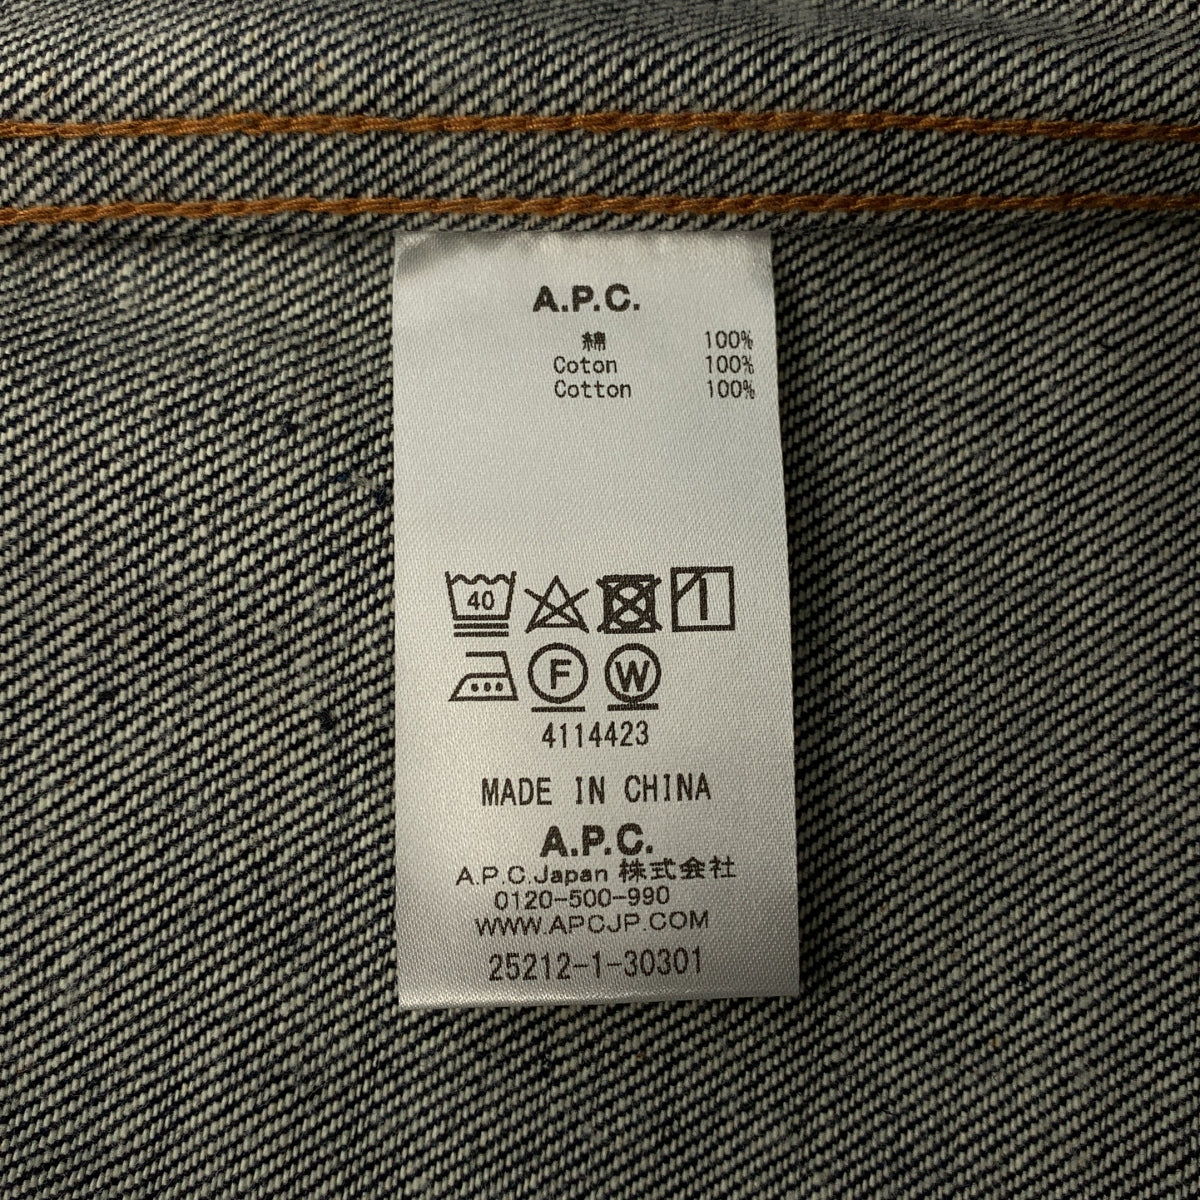 A.P.C.
綿 100%
Coton 100%
Cotton 100%
40
F W
4114423
MADE IN CHINA
A.P.C.
A.P.C.Japan 株式会社
0120-500-990
WWW.APCJP.COM
25212-1-30301